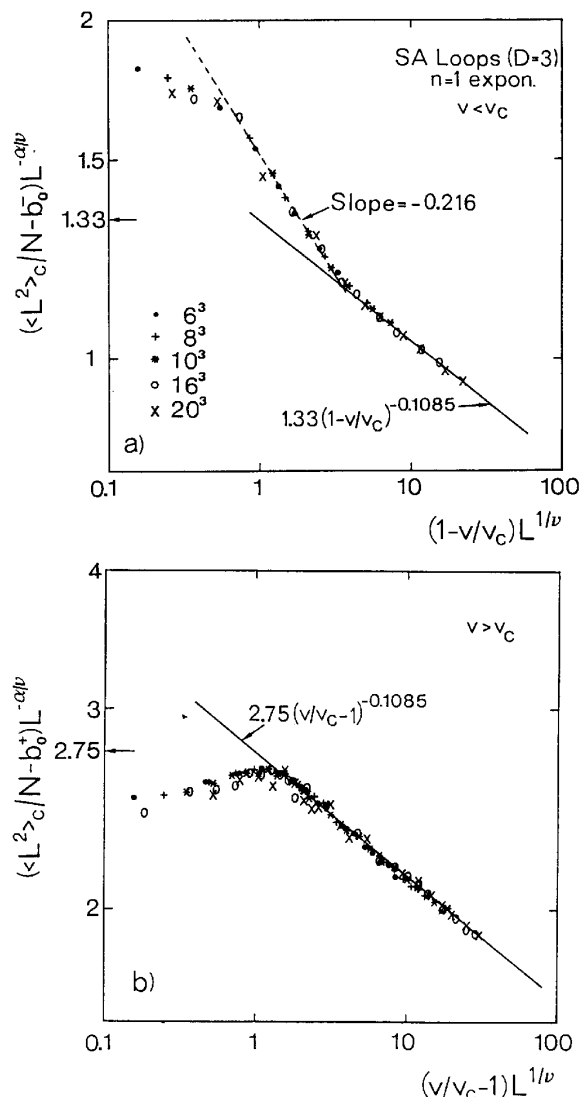 2
SA Loops (D=3)
n=1 expon.
v<v_c
1.5
Slope=-0.216
1.33
(<L²>_c/N-b₀⁻)L^{-α/ν}
• 6³
+ 8³
* 10³
o 16³
x 20³
1
1.33(1-v/v_c)^{-0.1085}
a)
0.1 1 10 100
(1-v/v_c)L^{1/ν}
4
v>v_c
3
2.75(v/v_c-1)^{-0.1085}
2.75
(<L²>_c/N-b₀⁺)L^{-α/ν}
2
b)
0.1 1 10 100
(v/v_c-1)L^{1/ν}